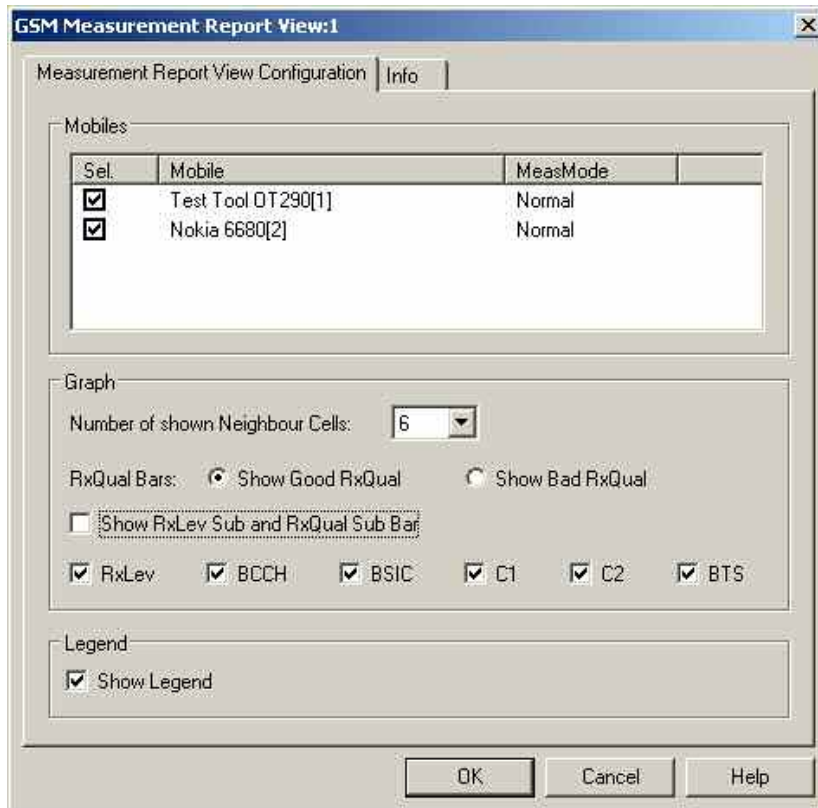 GSM Measurement Report View:1
Measurement Report View Configuration Info
Mobiles
Sel. Mobile MeasMode
Test Tool OT290[1] Normal
Nokia 6680[2] Normal
Graph
Number of shown Neighbour Cells: 6
RxQual Bars: Show Good RxQual Show Bad RxQual
Show RxLev Sub and RxQual Sub Bar
RxLev BCCH BSIC C1 C2 BTS
Legend
Show Legend
OK Cancel Help